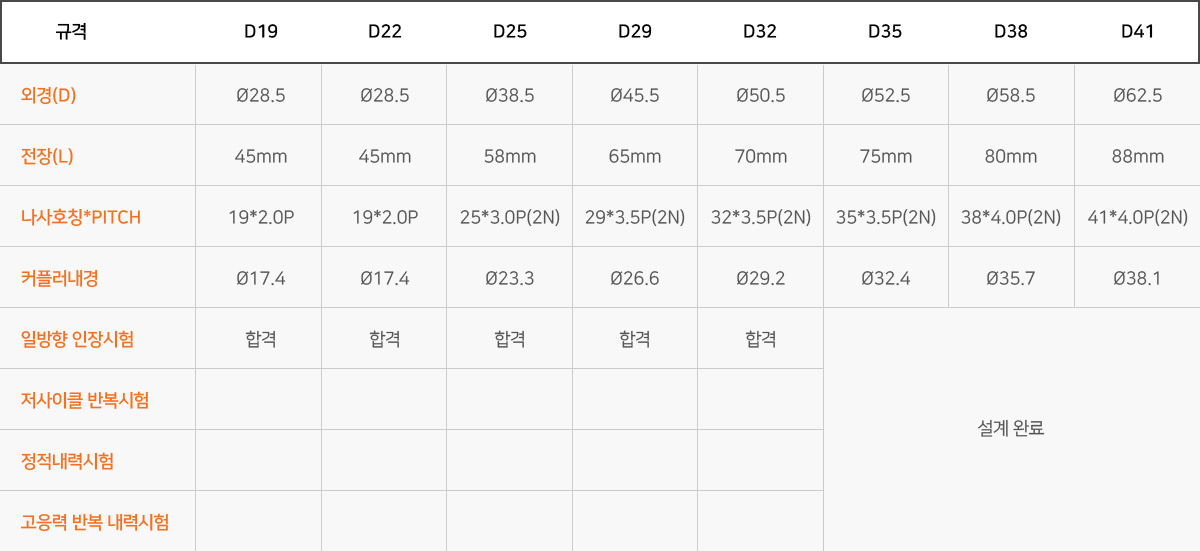 규격 D19 D22 D25 D29 D32 D35 D38 D41
외경(D) Ø28.5 Ø28.5 Ø38.5 Ø45.5 Ø50.5 Ø52.5 Ø58.5 Ø62.5
전장(L) 45mm 45mm 58mm 65mm 70mm 75mm 80mm 88mm
나사호칭*PITCH 19*2.0P 19*2.0P 25*3.0P(2N) 29*3.5P(2N) 32*3.5P(2N) 35*3.5P(2N) 38*4.0P(2N) 41*4.0P(2N)
커플러내경 Ø17.4 Ø17.4 Ø23.3 Ø26.6 Ø29.2 Ø32.4 Ø35.7 Ø38.1
일방향 인장시험 합격 합격 합격 합격 합격
저사이클 반복시험
설계 완료
정적내력시험
고응력 반복 내력시험